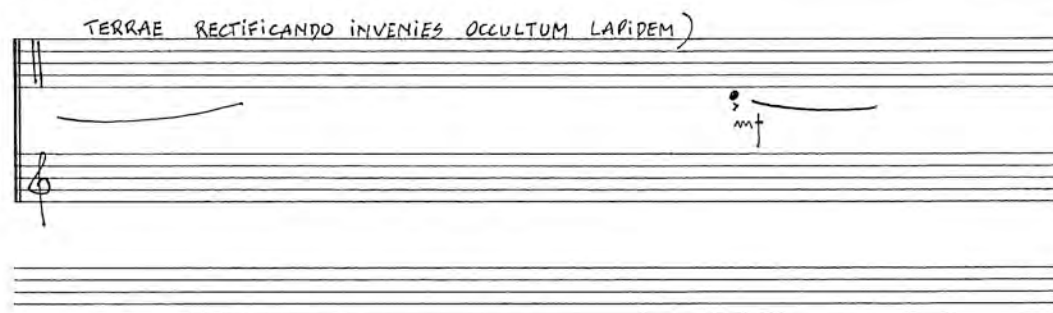 TERRAE RECTIFICANDO INVENIES OCCULTUM LAPIDEM)
mf